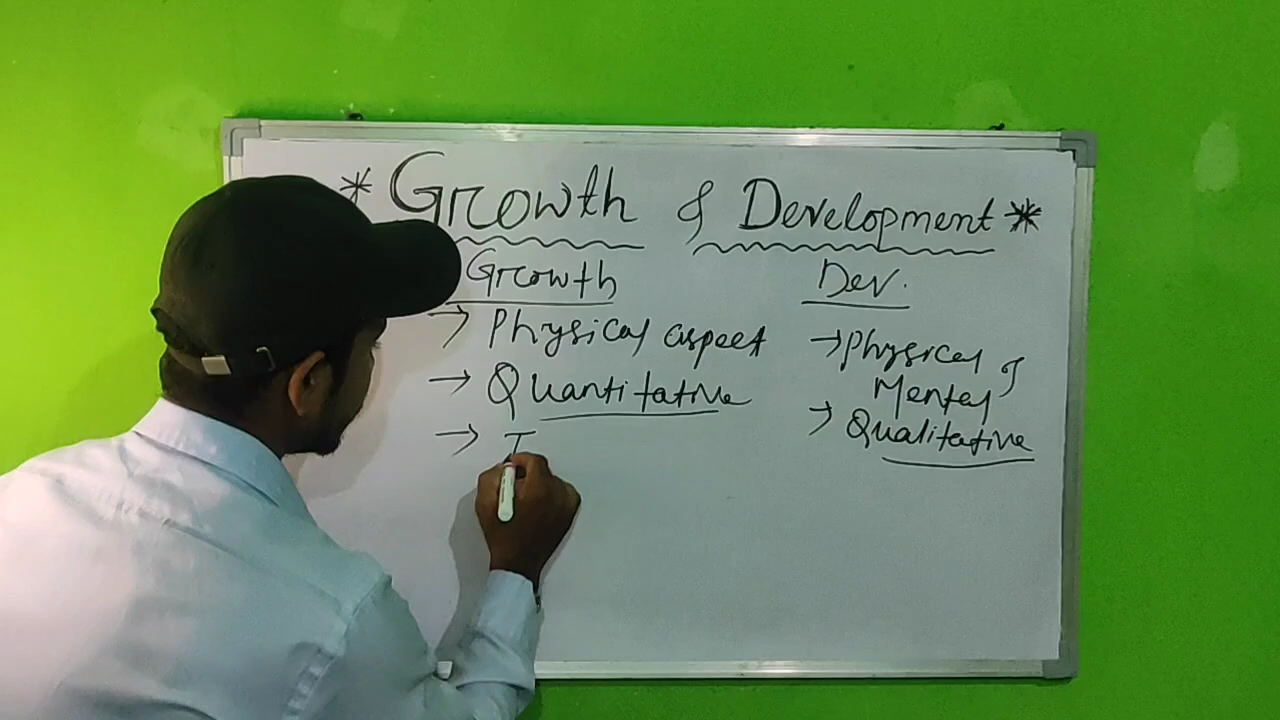 * Growth & Development *
Growth
Dev.
→ Physical aspect
→ Quantitative
→ I
→ Physical &
Mental
→ Qualitative